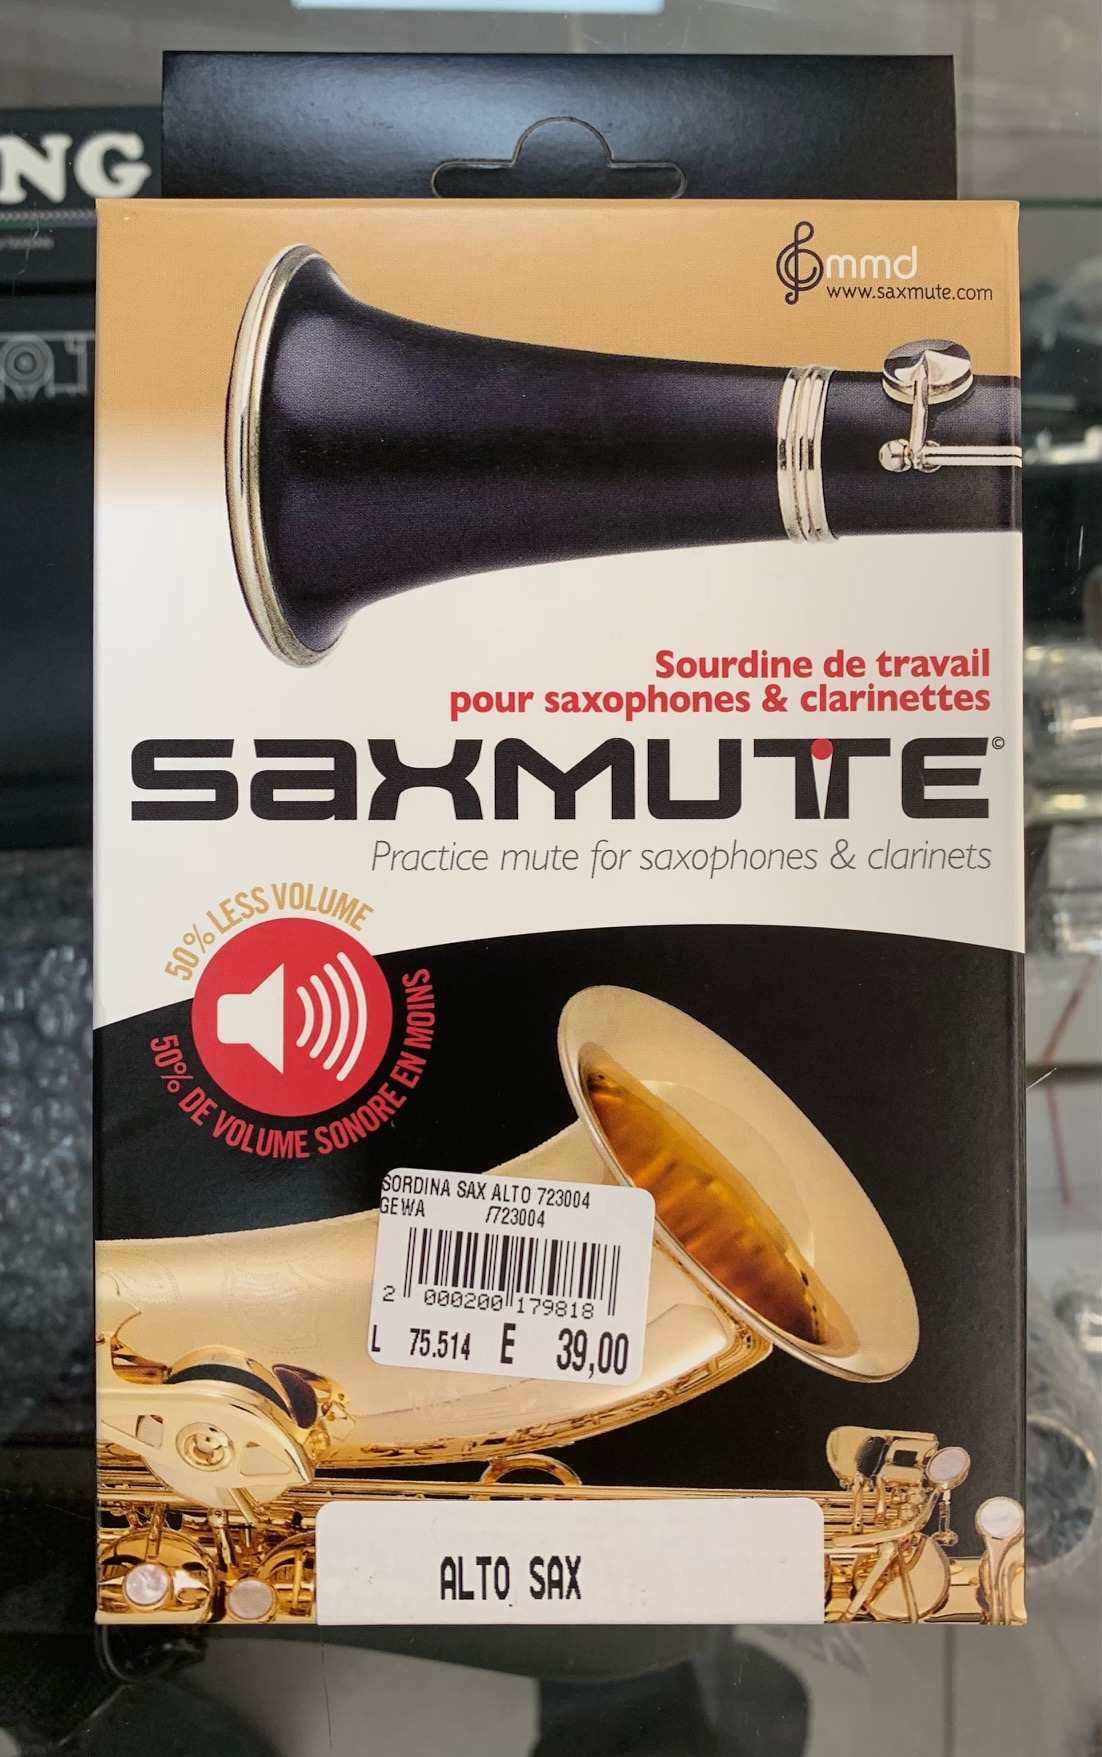 NG
mmd
www.saxmute.com
Sourdine de travail
pour saxophones & clarinettes
saxmute©
Practice mute for saxophones & clarinets
50% LESS VOLUME
50% DE VOLUME SONORE EN MOINS
SORDINA SAX ALTO 723004
GEWA /723004
2 000200 179818
L 75.514 E 39,00
ALTO SAX